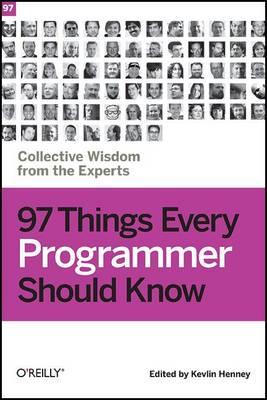 97
Collective Wisdom
from the Experts
97 Things Every
Programmer
Should Know
O'REILLY®
Edited by Kevlin Henney